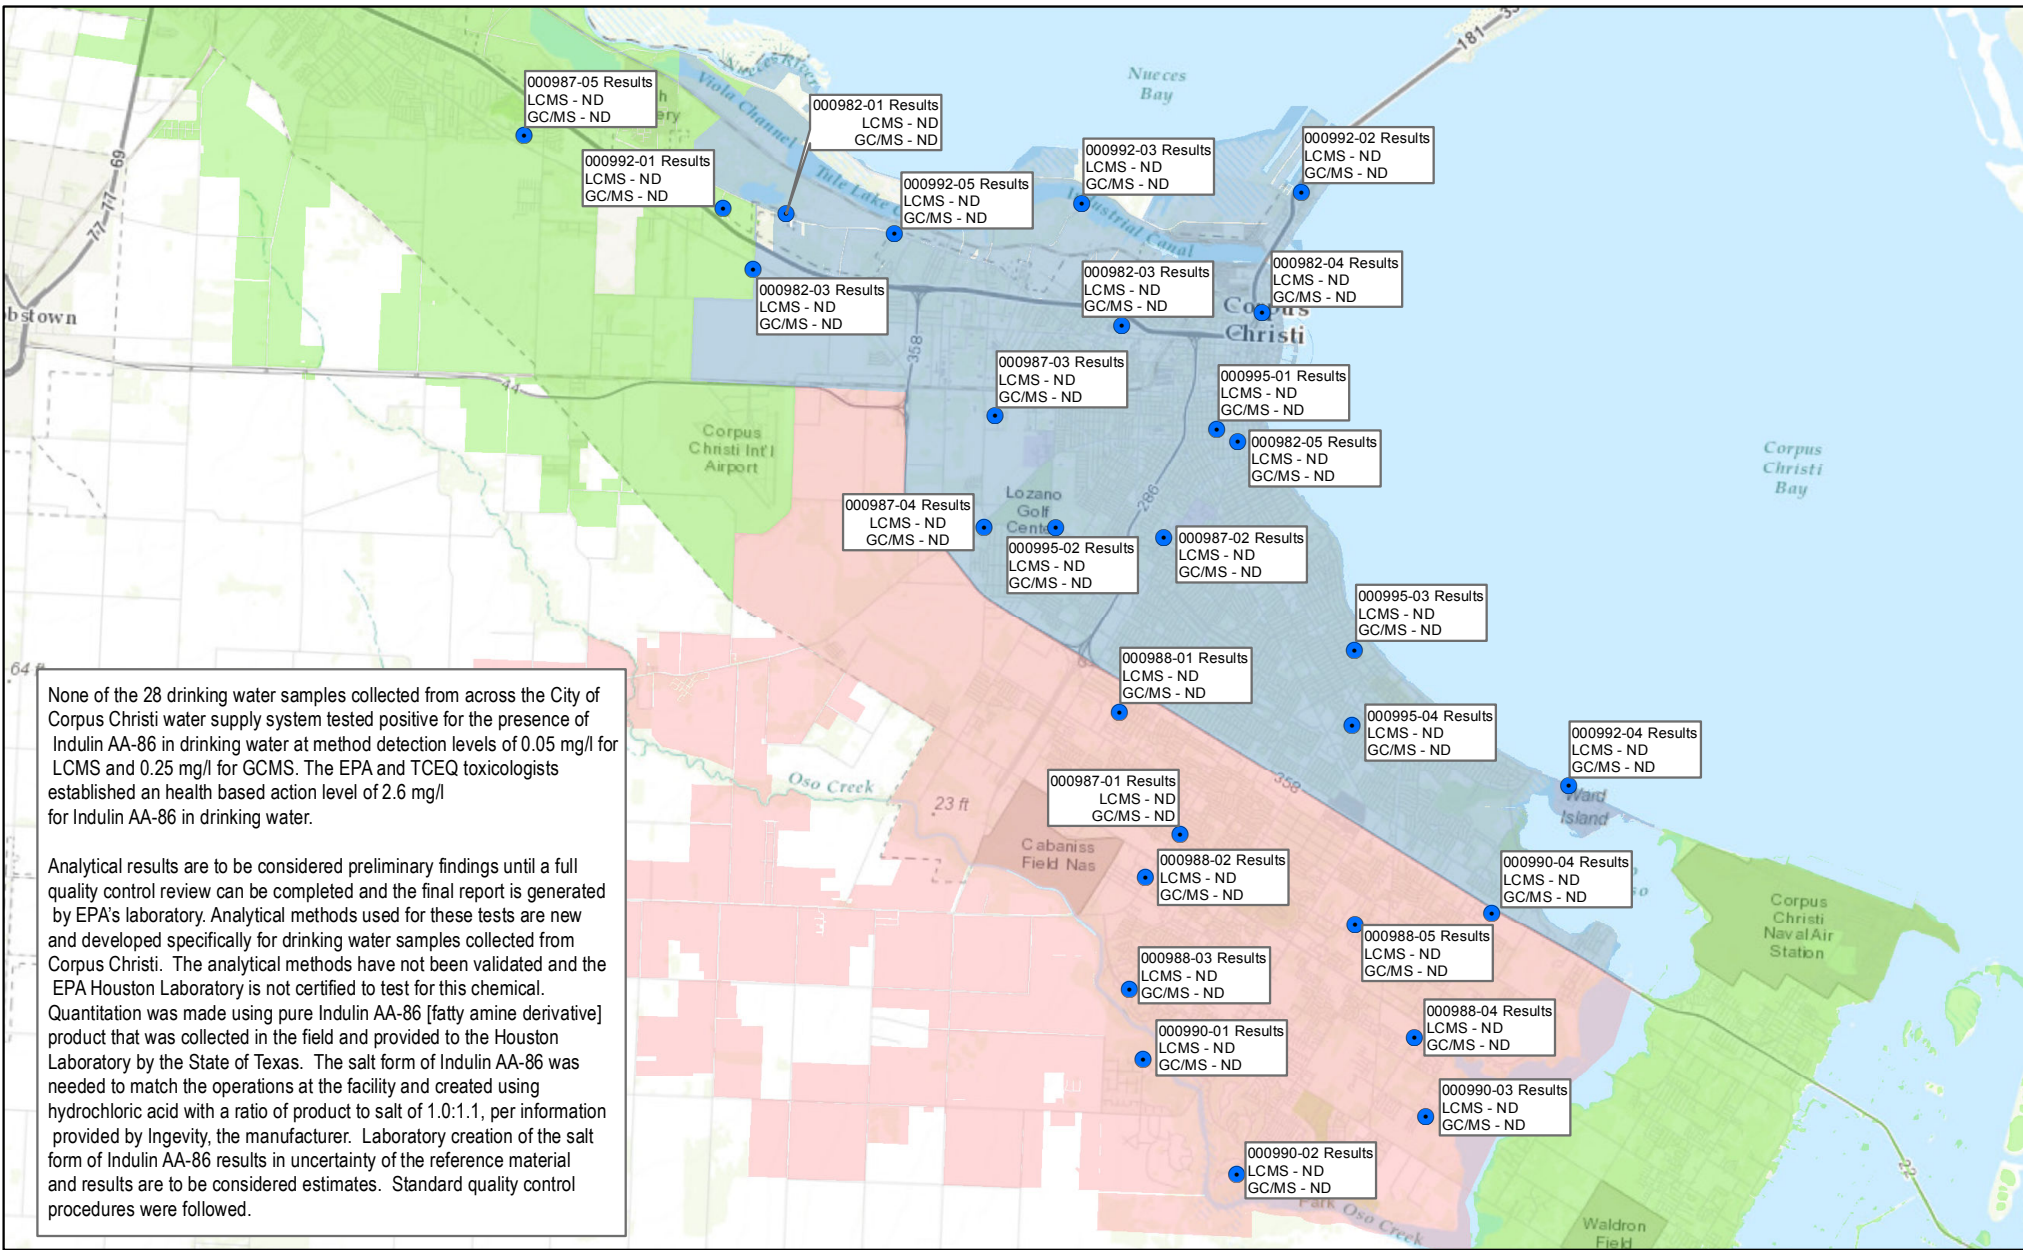 181
Nueces
Bay
Nueces River
Viola Channel
000987-05 Results
LCMS - ND
GC/MS - ND
000982-01 Results
LCMS - ND
GC/MS - ND
000992-01 Results
LCMS - ND
GC/MS - ND
000992-05 Results
LCMS - ND
GC/MS - ND
000992-03 Results
LCMS - ND
GC/MS - ND
000992-02 Results
LCMS - ND
GC/MS - ND
69
77
Tule Lake
Canal
000982-03 Results
LCMS - ND
GC/MS - ND
000982-03 Results
LCMS - ND
GC/MS - ND
000982-04 Results
LCMS - ND
GC/MS - ND
Corpus
Christi
bstown
358
44
000987-03 Results
LCMS - ND
GC/MS - ND
000995-01 Results
LCMS - ND
GC/MS - ND
000982-05 Results
LCMS - ND
GC/MS - ND
Corpus
Christi Int'l
Airport
Corpus
Christi
Bay
Lozano
Golf
Center
286
000987-04 Results
LCMS - ND
GC/MS - ND
000995-02 Results
LCMS - ND
GC/MS - ND
000987-02 Results
LCMS - ND
GC/MS - ND
000995-03 Results
LCMS - ND
GC/MS - ND
64 ft
000988-01 Results
LCMS - ND
GC/MS - ND
000995-04 Results
LCMS - ND
GC/MS - ND
000992-04 Results
LCMS - ND
GC/MS - ND
Ward
Island
Oso Creek
23 ft
358
000987-01 Results
LCMS - ND
GC/MS - ND
Cabaniss
Field Nas
000988-02 Results
LCMS - ND
GC/MS - ND
000990-04 Results
LCMS - ND
GC/MS - ND
so
000988-05 Results
LCMS - ND
GC/MS - ND
Corpus
Christi
Naval Air
Station
000988-03 Results
LCMS - ND
GC/MS - ND
000988-04 Results
LCMS - ND
GC/MS - ND
000990-01 Results
LCMS - ND
GC/MS - ND
000990-03 Results
LCMS - ND
GC/MS - ND
000990-02 Results
LCMS - ND
GC/MS - ND
22
Park
Oso Creek
Waldron
Field
None of the 28 drinking water samples collected from across the City of
Corpus Christi water supply system tested positive for the presence of
Indulin AA-86 in drinking water at method detection levels of 0.05 mg/l for
LCMS and 0.25 mg/l for GCMS. The EPA and TCEQ toxicologists
established an health based action level of 2.6 mg/l
for Indulin AA-86 in drinking water.
Analytical results are to be considered preliminary findings until a full
quality control review can be completed and the final report is generated
by EPA's laboratory. Analytical methods used for these tests are new
and developed specifically for drinking water samples collected from
Corpus Christi. The analytical methods have not been validated and the
EPA Houston Laboratory is not certified to test for this chemical.
Quantitation was made using pure Indulin AA-86 [fatty amine derivative]
product that was collected in the field and provided to the Houston
Laboratory by the State of Texas. The salt form of Indulin AA-86 was
needed to match the operations at the facility and created using
hydrochloric acid with a ratio of product to salt of 1.0:1.1, per information
provided by Ingevity, the manufacturer. Laboratory creation of the salt
form of Indulin AA-86 results in uncertainty of the reference material
and results are to be considered estimates. Standard quality control
procedures were followed.